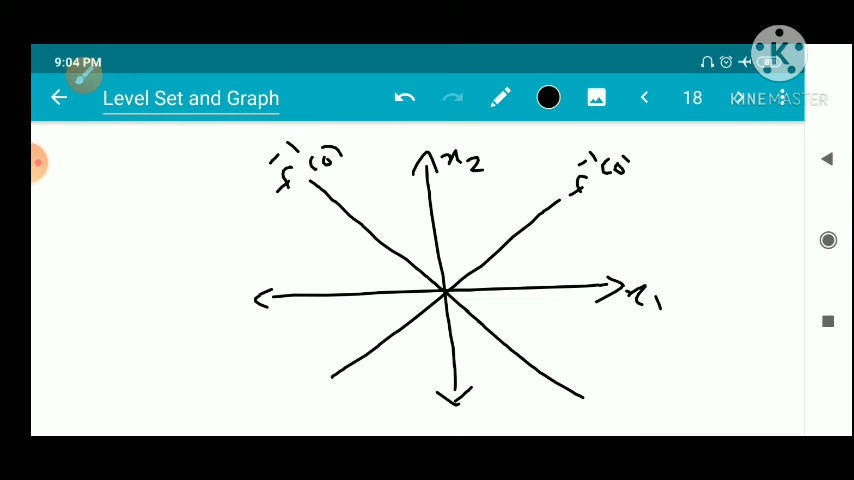 9:04 PM
KINEMASTER
Level Set and Graph
18
f⁻¹(0)
x₂
f⁻¹(0)
x₁